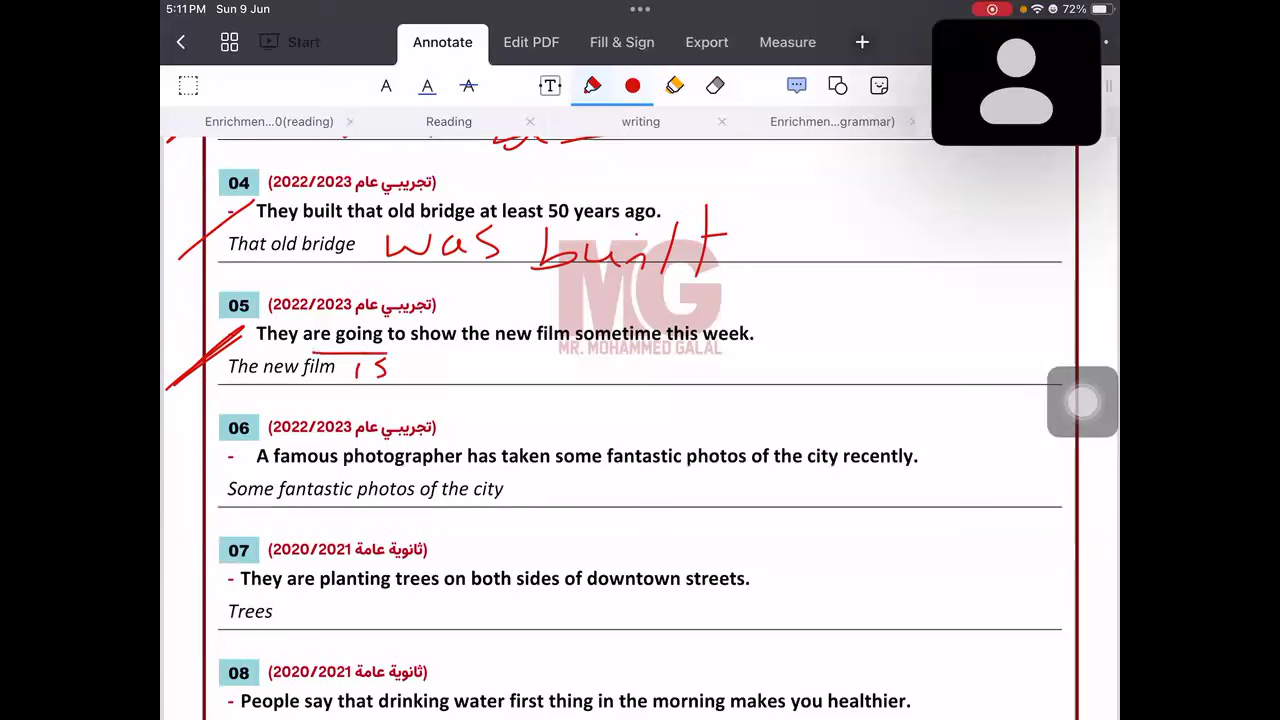 5:11 PM Sun 9 Jun
72%
Start
Annotate
Edit PDF
Fill & Sign
Export
Measure
Enrichmen...0(reading)
Reading
writing
Enrichmen...grammar)
04 (تجريبي عام 2022/2023)
- They built that old bridge at least 50 years ago.
That old bridge was built
05 (تجريبي عام 2022/2023)
They are going to show the new film sometime this week.
The new film is
MG
MR. MOHAMMED GALAL
06 (تجريبي عام 2022/2023)
- A famous photographer has taken some fantastic photos of the city recently.
Some fantastic photos of the city
07 (ثانوية عامة 2020/2021)
- They are planting trees on both sides of downtown streets.
Trees
08 (ثانوية عامة 2020/2021)
- People say that drinking water first thing in the morning makes you healthier.